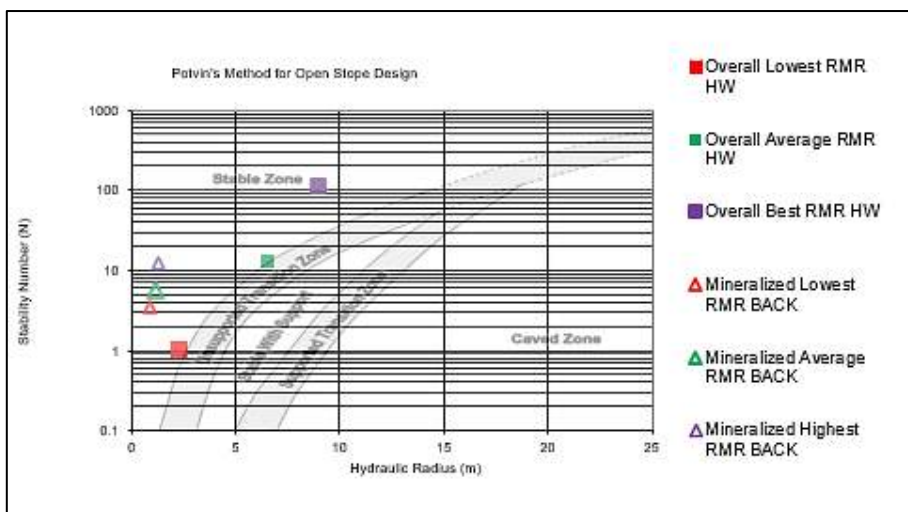 Potvin's Method for Open Stope Design
1000
100
10
1
0.1
0
5
10
15
20
25
Stability Number (N)
Hydraulic Radius (m)
Stable Zone
Unsupported Transition Zone
Stable With Support
Supported Transition Zone
Caved Zone
Overall Lowest RMR
HW
Overall Average RMR
HW
Overall Best RMR HW
Mineralized Lowest
RMR BACK
Mineralized Average
RMR BACK
Mineralized Highest
RMR BACK